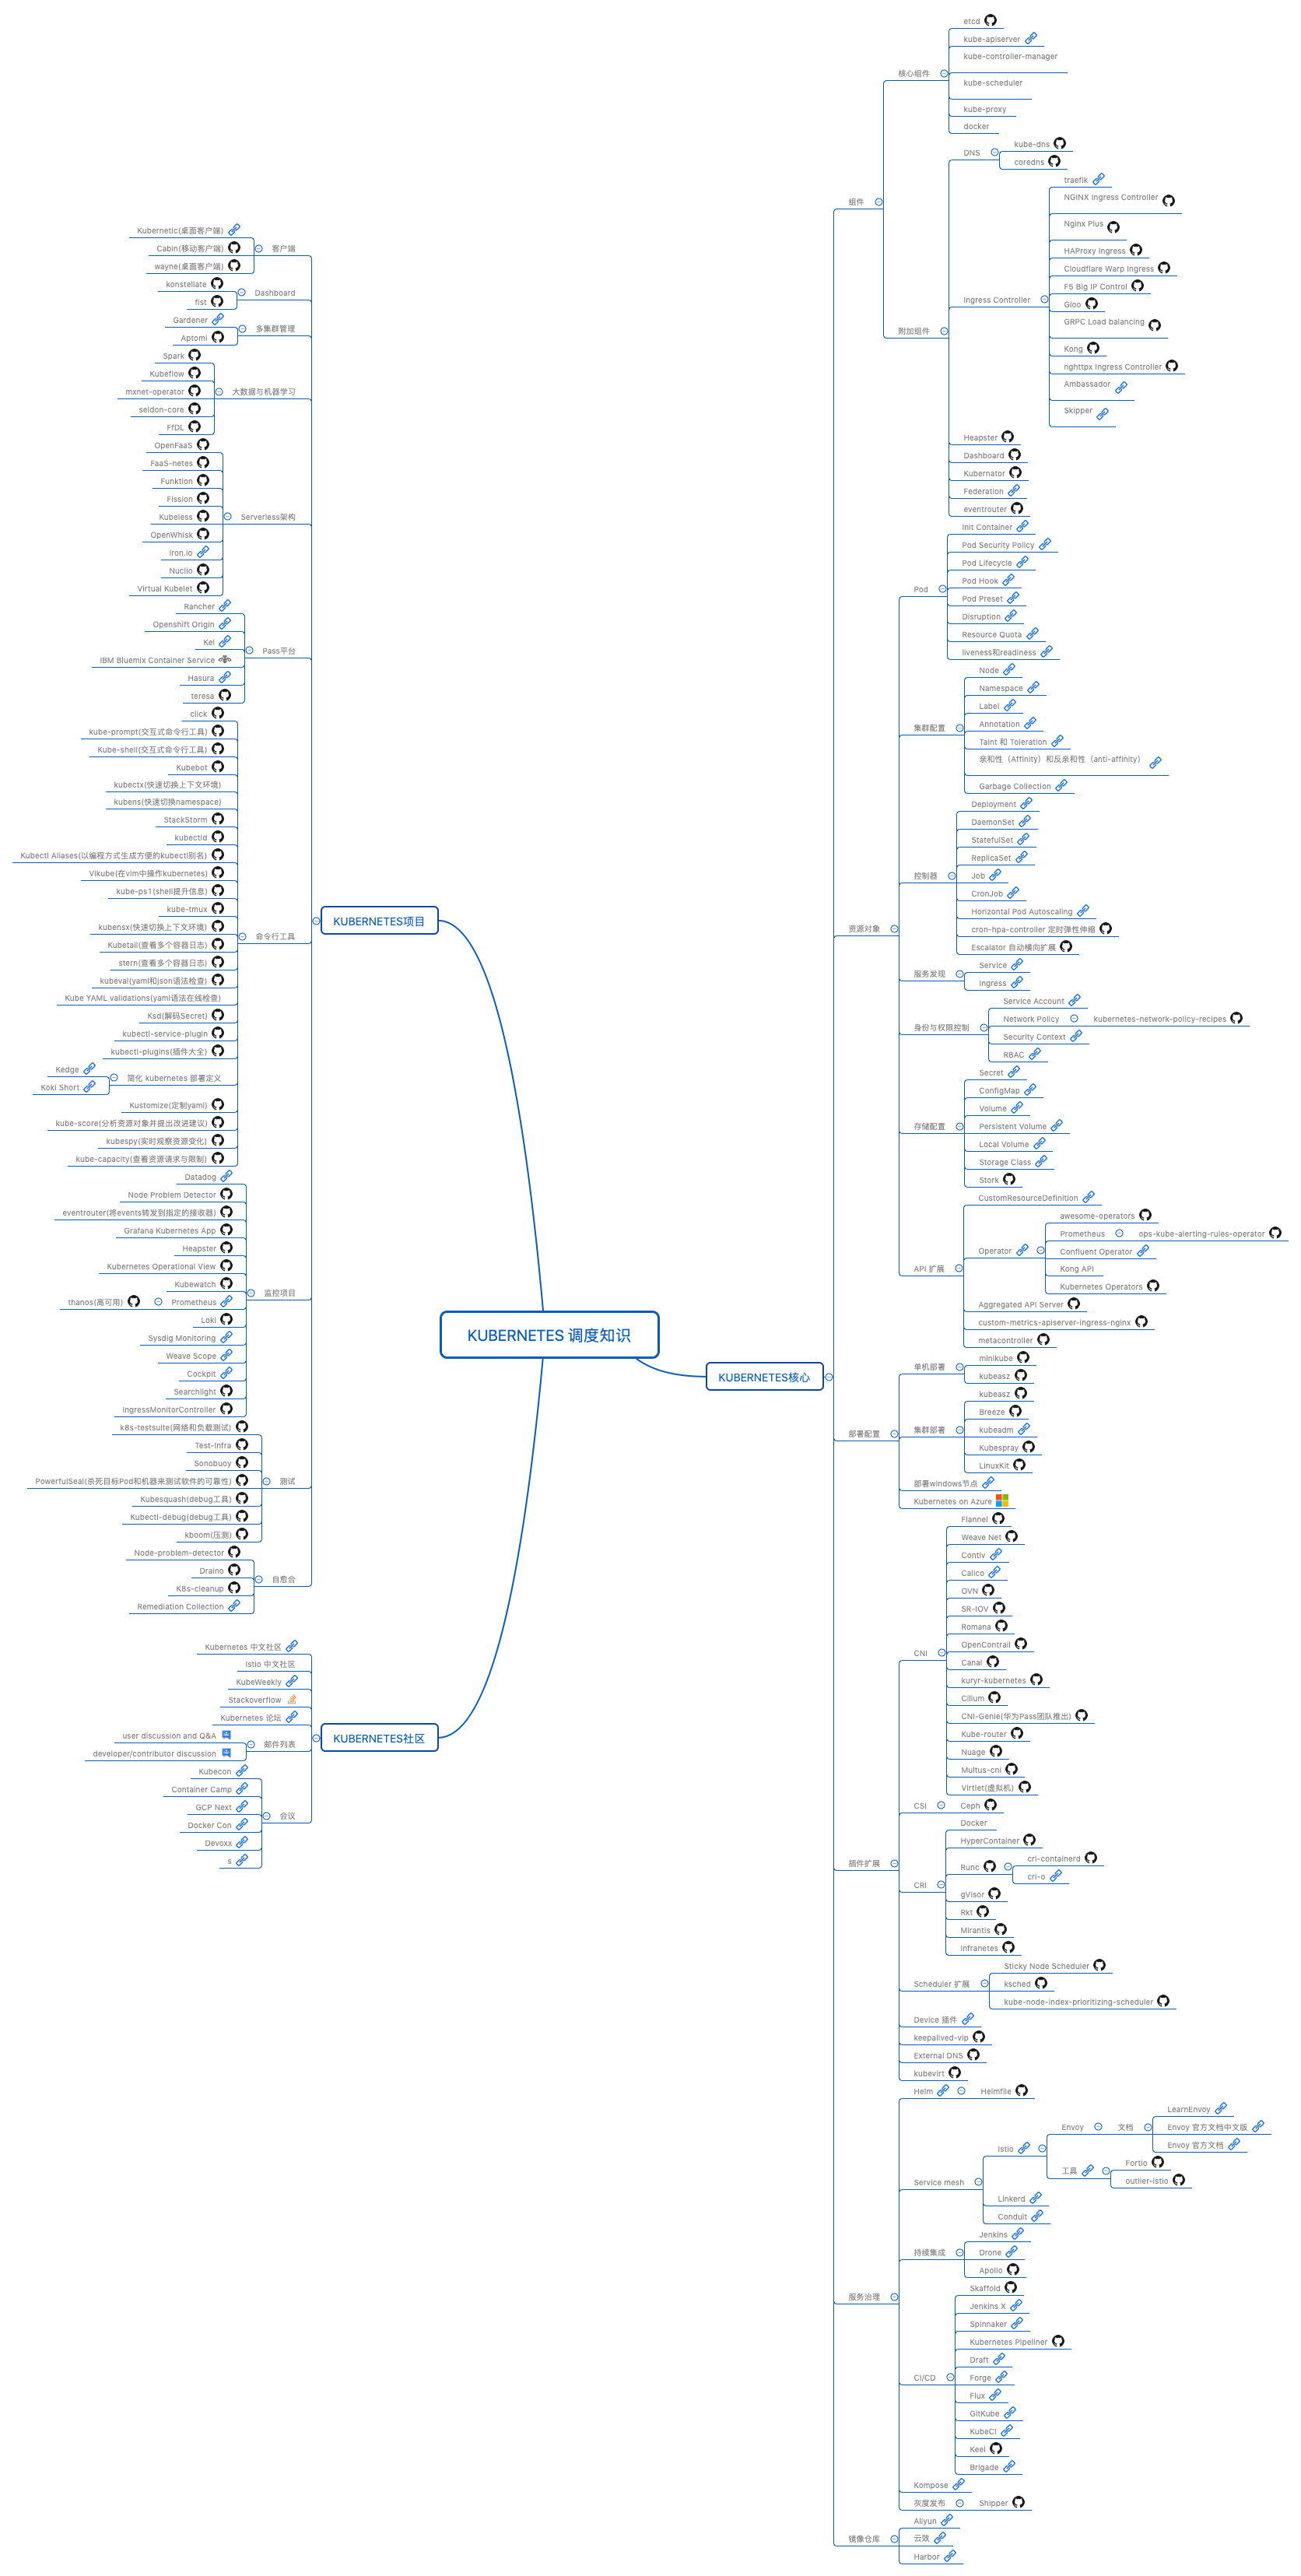 KUBERNETES 调度知识
KUBERNETES核心
组件
核心组件
etcd
kube-apiserver
kube-controller-manager
kube-scheduler
kube-proxy
docker
附加组件
DNS
kube-dns
coredns
Ingress Controller
traefik
NGINX Ingress Controller
Nginx Plus
HAProxy Ingress
Cloudflare Warp Ingress
F5 Big IP Control
Gloo
GRPC Load balancing
Kong
nghttpx Ingress Controller
Ambassador
Skipper
Heapster
Dashboard
Kubernator
Federation
eventrouter
资源对象
Pod
Init Container
Pod Security Policy
Pod Lifecycle
Pod Hook
Pod Preset
Disruption
Resource Quota
liveness和readiness
集群配置
Node
Namespace
Label
Annotation
Taint 和 Toleration
亲和性（Affinity）和反亲和性（anti-affinity）
Garbage Collection
控制器
Deployment
DaemonSet
StatefulSet
ReplicaSet
Job
CronJob
Horizontal Pod Autoscaling
cron-hpa-controller 定时弹性伸缩
Escalator 自动横向扩展
服务发现
Service
Ingress
身份与权限控制
Service Account
Network Policy
kubernetes-network-policy-recipes
Security Context
RBAC
存储配置
Secret
ConfigMap
Volume
Persistent Volume
Local Volume
Storage Class
Stork
API 扩展
CustomResourceDefinition
Operator
awesome-operators
Prometheus
ops-kube-alerting-rules-operator
Confluent Operator
Kong API
Kubernetes Operators
Aggregated API Server
custom-metrics-apiserver-ingress-nginx
metacontroller
部署配置
单机部署
minikube
kubeasz
集群部署
kubeasz
Breeze
kubeadm
Kubespray
LinuxKit
部署windows节点
Kubernetes on Azure
插件扩展
CNI
Flannel
Weave Net
Contiv
Calico
OVN
SR-IOV
Romana
OpenContrail
Canal
kuryr-kubernetes
Cilium
CNI-Genie(华为Pass团队推出)
Kube-router
Nuage
Multus-cni
Virtlet(虚拟机)
CSI
Ceph
CRI
Docker
HyperContainer
Runc
cri-containerd
cri-o
gVisor
Rkt
Mirantis
Infranetes
Scheduler 扩展
Sticky Node Scheduler
ksched
kube-node-index-prioritizing-scheduler
Device 插件
keepalived-vip
External DNS
kubevirt
服务治理
Helm
Helmfile
Service mesh
Istio
Envoy
文档
LearnEnvoy
Envoy 官方文档中文版
Envoy 官方文档
工具
Fortio
outlier-istio
Linkerd
Conduit
持续集成
Jenkins
Drone
Apollo
CI/CD
Skaffold
Jenkins X
Spinnaker
Kubernetes Pipeliner
Draft
Forge
Flux
GitKube
KubeCI
Keel
Brigade
Kompose
灰度发布
Shipper
镜像仓库
Aliyun
云效
Harbor
KUBERNETES项目
客户端
Kubernetic(桌面客户端)
Cabin(移动客户端)
wayne(桌面客户端)
Dashboard
konstellate
fist
多集群管理
Gardener
Aptomi
大数据与机器学习
Spark
Kubeflow
mxnet-operator
seldon-core
FfDL
Serverless架构
OpenFaaS
FaaS-netes
Funktion
Fission
Kubeless
OpenWhisk
Iron.io
Nuclio
Virtual Kubelet
Pass平台
Rancher
Openshift Origin
Kel
IBM Bluemix Container Service
Hasura
teresa
命令行工具
click
kube-prompt(交互式命令行工具)
Kube-shell(交互式命令行工具)
Kubebot
kubectx(快速切换上下文环境)
kubens(快速切换namespace)
StackStorm
kubectld
Kubectl Aliases(以编程方式生成方便的kubectl别名)
Vikube(在vim中操作kubernetes)
kube-ps1(shell提升信息)
kube-tmux
kubensx(快速切换上下文环境)
Kubetail(查看多个容器日志)
stern(查看多个容器日志)
kubeval(yaml和json语法检查)
Kube YAML validations(yaml语法在线检查)
Ksd(解码Secret)
kubectl-service-plugin
kubectl-plugins(插件大全)
简化 kubernetes 部署定义
Kedge
Koki Short
Kustomize(定制yaml)
kube-score(分析资源对象并提出改进建议)
kubespy(实时观察资源变化)
kube-capacity(查看资源请求与限制)
监控项目
Datadog
Node Problem Detector
eventrouter(将events转发到指定的接收器)
Grafana Kubernetes App
Heapster
Kubernetes Operational View
Kubewatch
Prometheus
thanos(高可用)
Loki
Sysdig Monitoring
Weave Scope
Cockpit
Searchlight
IngressMonitorController
测试
k8s-testsuite(网络和负载测试)
Test-Infra
Sonobuoy
PowerfulSeal(杀死目标Pod和机器来测试软件的可靠性)
Kubesquash(debug工具)
Kubectl-debug(debug工具)
kboom(压测)
自愈合
Node-problem-detector
Draino
K8s-cleanup
Remediation Collection
KUBERNETES社区
Kubernetes 中文社区
Istio 中文社区
KubeWeekly
Stackoverflow
Kubernetes 论坛
邮件列表
user discussion and Q&A
developer/contributor discussion
会议
Kubecon
Container Camp
GCP Next
Docker Con
Devoxx
s